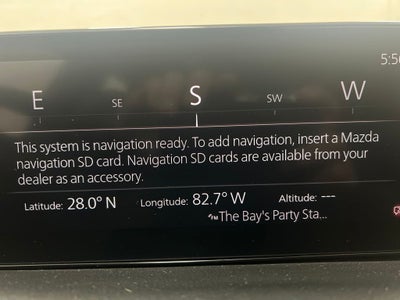 5:5
E SE S SW W
This system is navigation ready. To add navigation, insert a Mazda
navigation SD card. Navigation SD cards are available from your
dealer as an accessory.
Latitude: 28.0° N Longitude: 82.7° W Altitude: ---
FM The Bay's Party Sta...